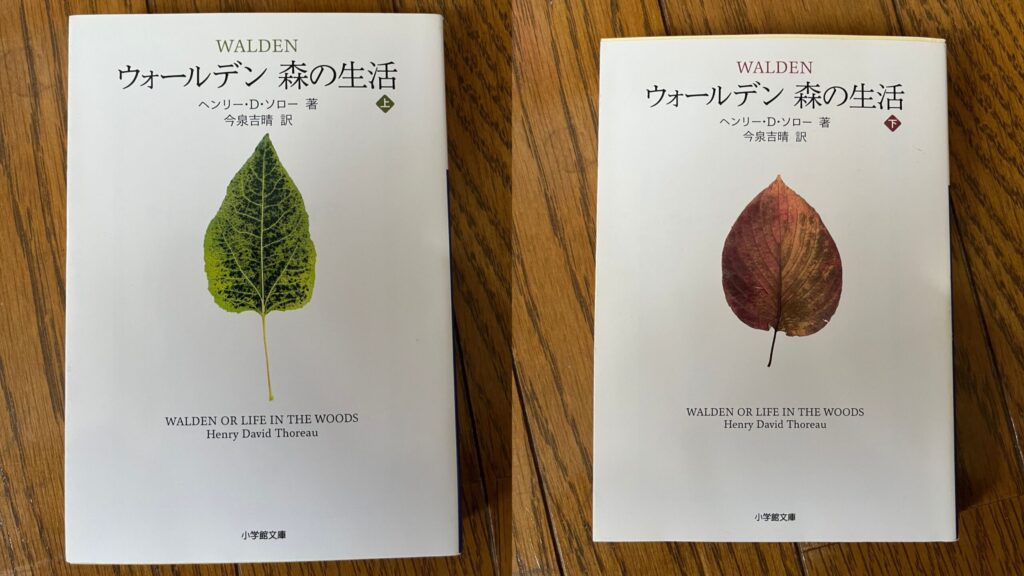 WALDEN
ウォールデン 森の生活
上
ヘンリー・D・ソロー 著
今泉吉晴 訳
WALDEN OR LIFE IN THE WOODS
Henry David Thoreau
小学館文庫
WALDEN
ウォールデン 森の生活
下
ヘンリー・D・ソロー 著
今泉吉晴 訳
WALDEN OR LIFE IN THE WOODS
Henry David Thoreau
小学館文庫